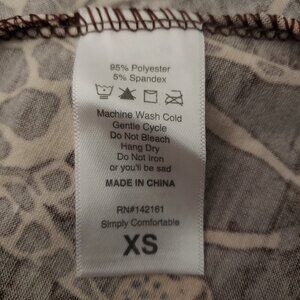 95% Polyester
5% Spandex
Machine Wash Cold
Gentle Cycle
Do Not Bleach
Hang Dry
Do Not Iron
or you'll be sad
MADE IN CHINA
RN#142161
Simply Comfortable
XS